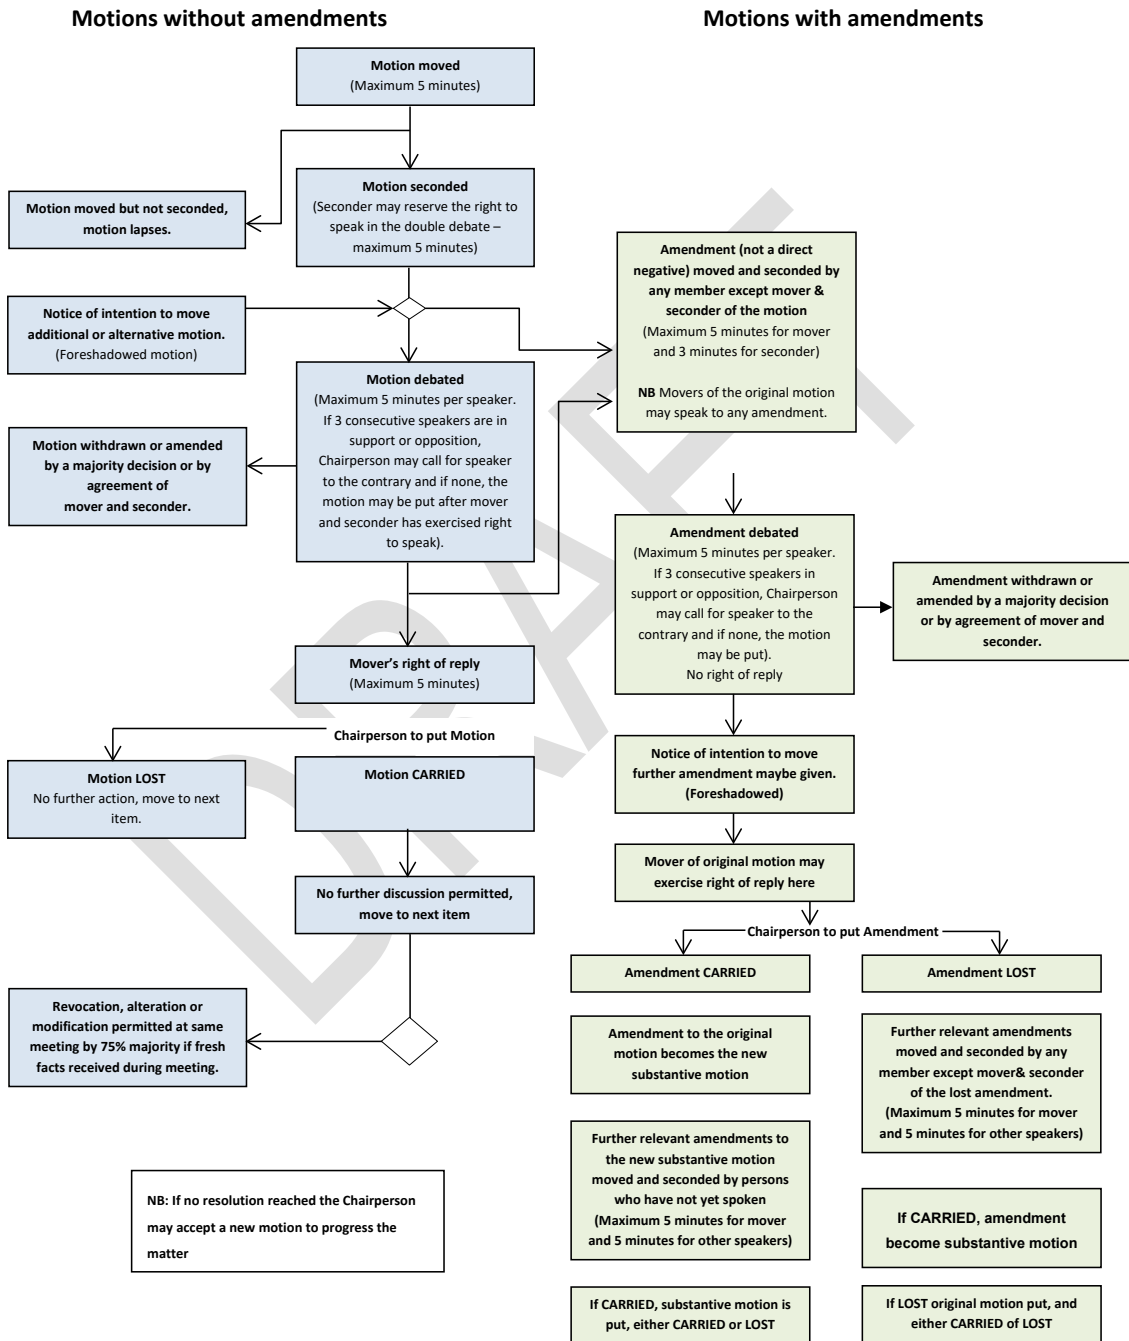 Motions without amendments
Motion moved
(Maximum 5 minutes)
Motion seconded
(Seconder may reserve the right to
speak in the double debate –
maximum 5 minutes)
Motion moved but not seconded,
motion lapses.
Notice of intention to move
additional or alternative motion.
(Foreshadowed motion)
Motion debated
(Maximum 5 minutes per speaker.
If 3 consecutive speakers are in
support or opposition,
Chairperson may call for speaker
to the contrary and if none, the
motion may be put after mover
and seconder has exercised right
to speak).
Motion withdrawn or amended
by a majority decision or by
agreement of
mover and seconder.
Mover’s right of reply
(Maximum 5 minutes)
Chairperson to put Motion
Motion LOST
No further action, move to next
item.
Motion CARRIED
No further discussion permitted,
move to next item
Revocation, alteration or
modification permitted at same
meeting by 75% majority if fresh
facts received during meeting.
NB: If no resolution reached the Chairperson
may accept a new motion to progress the
matter
Motions with amendments
Amendment (not a direct
negative) moved and seconded by
any member except mover &
seconder of the motion
(Maximum 5 minutes for mover
and 3 minutes for seconder)
NB Movers of the original motion
may speak to any amendment.
Amendment debated
(Maximum 5 minutes per speaker.
If 3 consecutive speakers in
support or opposition, Chairperson
may call for speaker to the
contrary and if none, the motion
may be put).
No right of reply
Amendment withdrawn or
amended by a majority decision
or by agreement of mover and
seconder.
Notice of intention to move
further amendment maybe given.
(Foreshadowed)
Mover of original motion may
exercise right of reply here
Chairperson to put Amendment
Amendment CARRIED
Amendment to the original
motion becomes the new
substantive motion
Further relevant amendments to
the new substantive motion
moved and seconded by persons
who have not yet spoken
(Maximum 5 minutes for mover
and 5 minutes for other speakers)
If CARRIED, substantive motion is
put, either CARRIED or LOST
Amendment LOST
Further relevant amendments
moved and seconded by any
member except mover& seconder
of the lost amendment.
(Maximum 5 minutes for mover
and 5 minutes for other speakers)
If CARRIED, amendment
become substantive motion
If LOST original motion put, and
either CARRIED of LOST
DRAFT